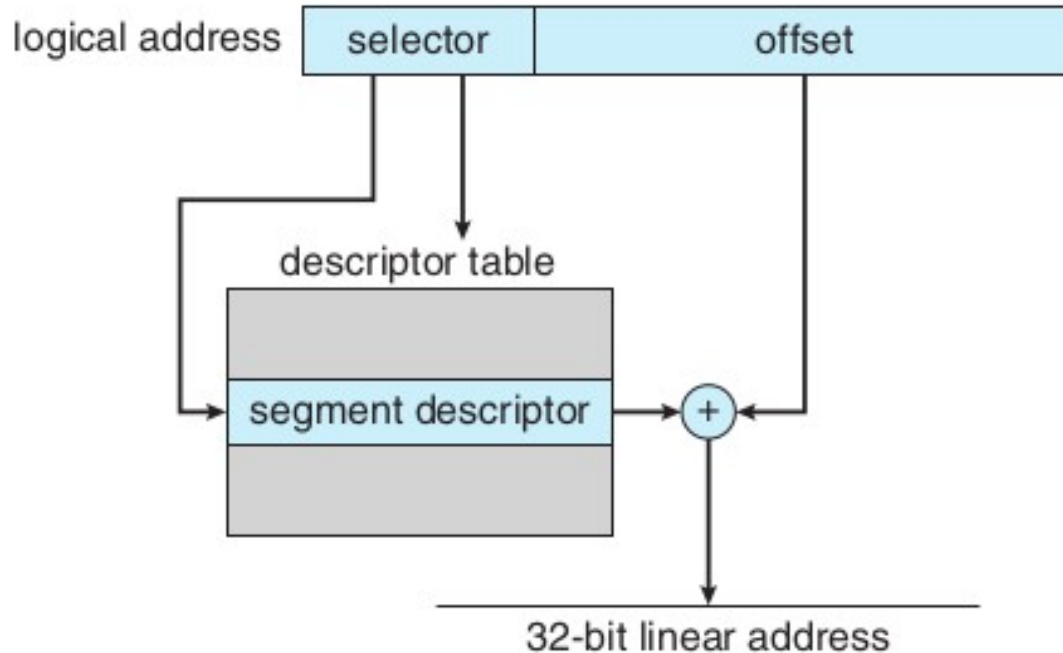 logical address selector offset
descriptor table
segment descriptor +
32-bit linear address